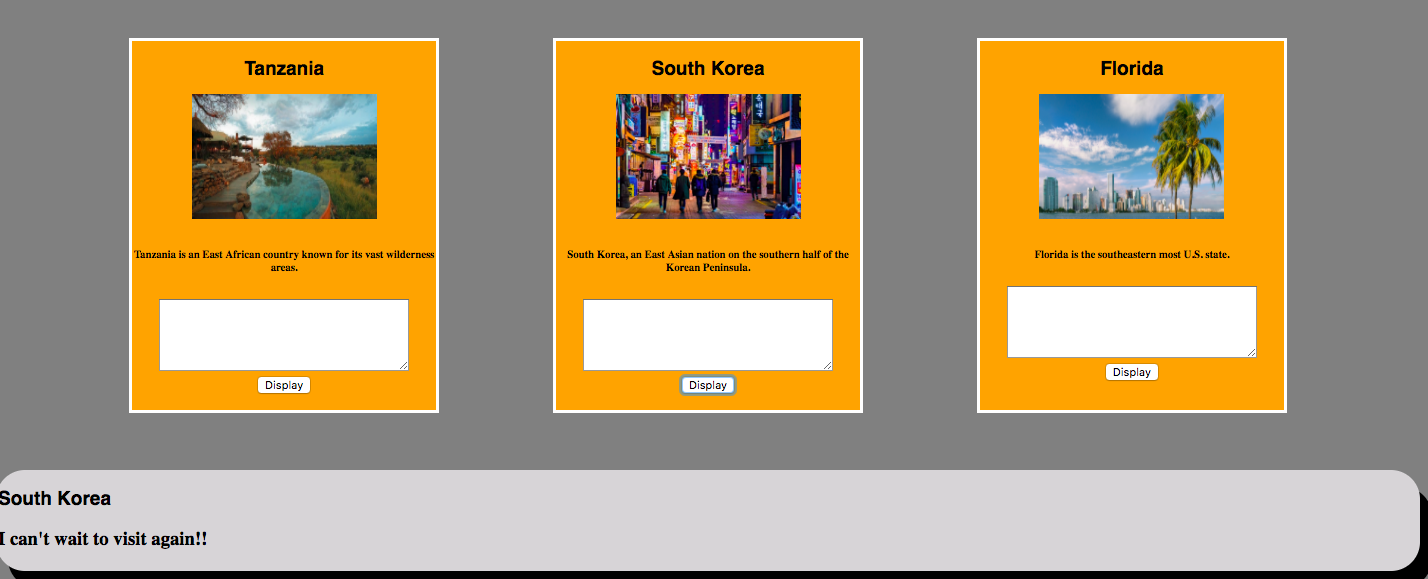 Tanzania
South Korea
Florida
Tanzania is an East African country known for its vast wilderness
areas.
South Korea, an East Asian nation on the southern half of the
Korean Peninsula.
Florida is the southeastern most U.S. state.
Display
Display
Display
South Korea
I can't wait to visit again!!